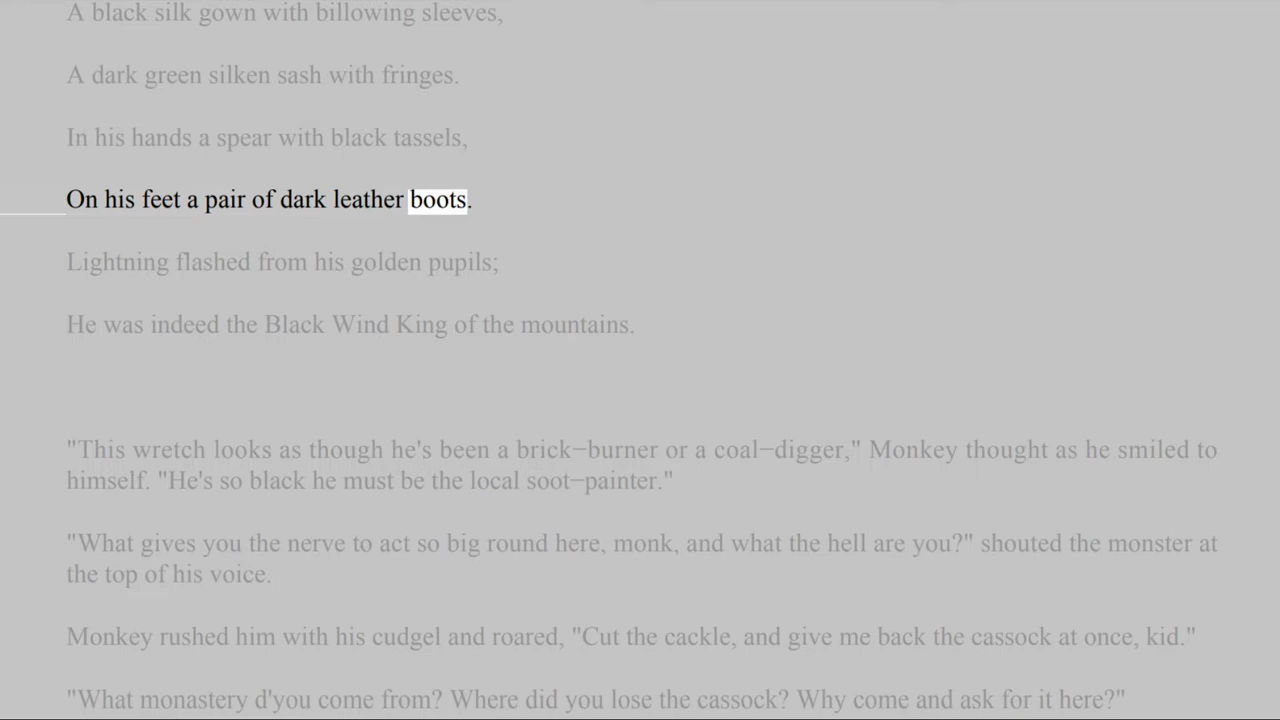 A black silk gown with billowing sleeves,
A dark green silken sash with fringes.
In his hands a spear with black tassels,
On his feet a pair of dark leather boots.
Lightning flashed from his golden pupils;
He was indeed the Black Wind King of the mountains.
"This wretch looks as though he's been a brick−burner or a coal−digger," Monkey thought as he smiled to
himself. "He's so black he must be the local soot−painter."
"What gives you the nerve to act so big round here, monk, and what the hell are you?" shouted the monster at
the top of his voice.
Monkey rushed him with his cudgel and roared, "Cut the cackle, and give me back the cassock at once, kid."
"What monastery d'you come from? Where did you lose the cassock? Why come and ask for it here?"